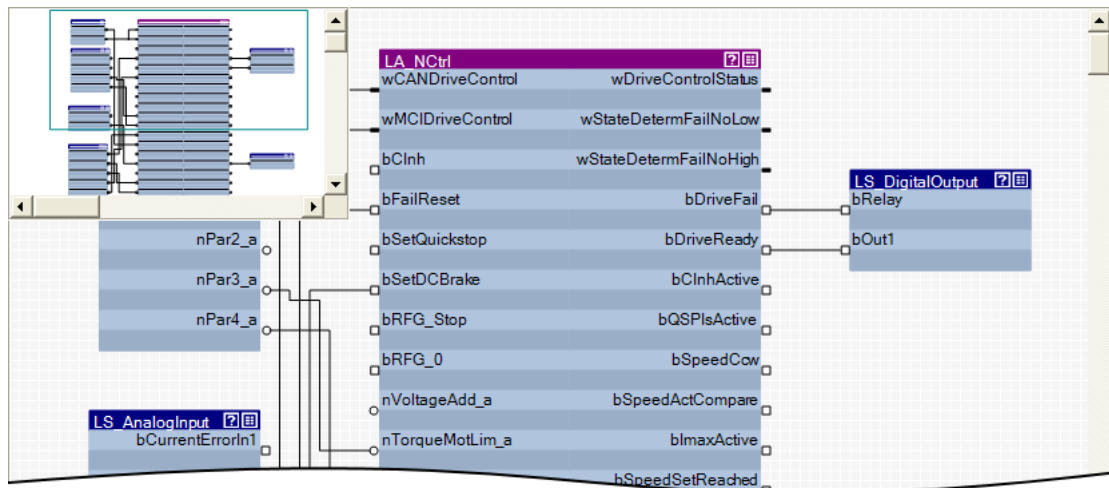 LA_NCtrl
wCANDriveControl wDriveControlStatus
wMCIDriveControl wStateDetermFailNoLow
bCInh wStateDetermFailNoHigh
LS_DigitalOutput
bFailReset bDriveFail bRelay
nPar2_a bSetQuickstop bDriveReady bOut1
nPar3_a bSetDCBrake bCInhActive
nPar4_a bRFG_Stop bQSPIsActive
bRFG_0 bSpeedCcw
nVoltageAdd_a bSpeedActCompare
LS_AnalogInput
bCurrentErrorIn1 nTorqueMotLim_a bImaxActive
bSpeedSetReached